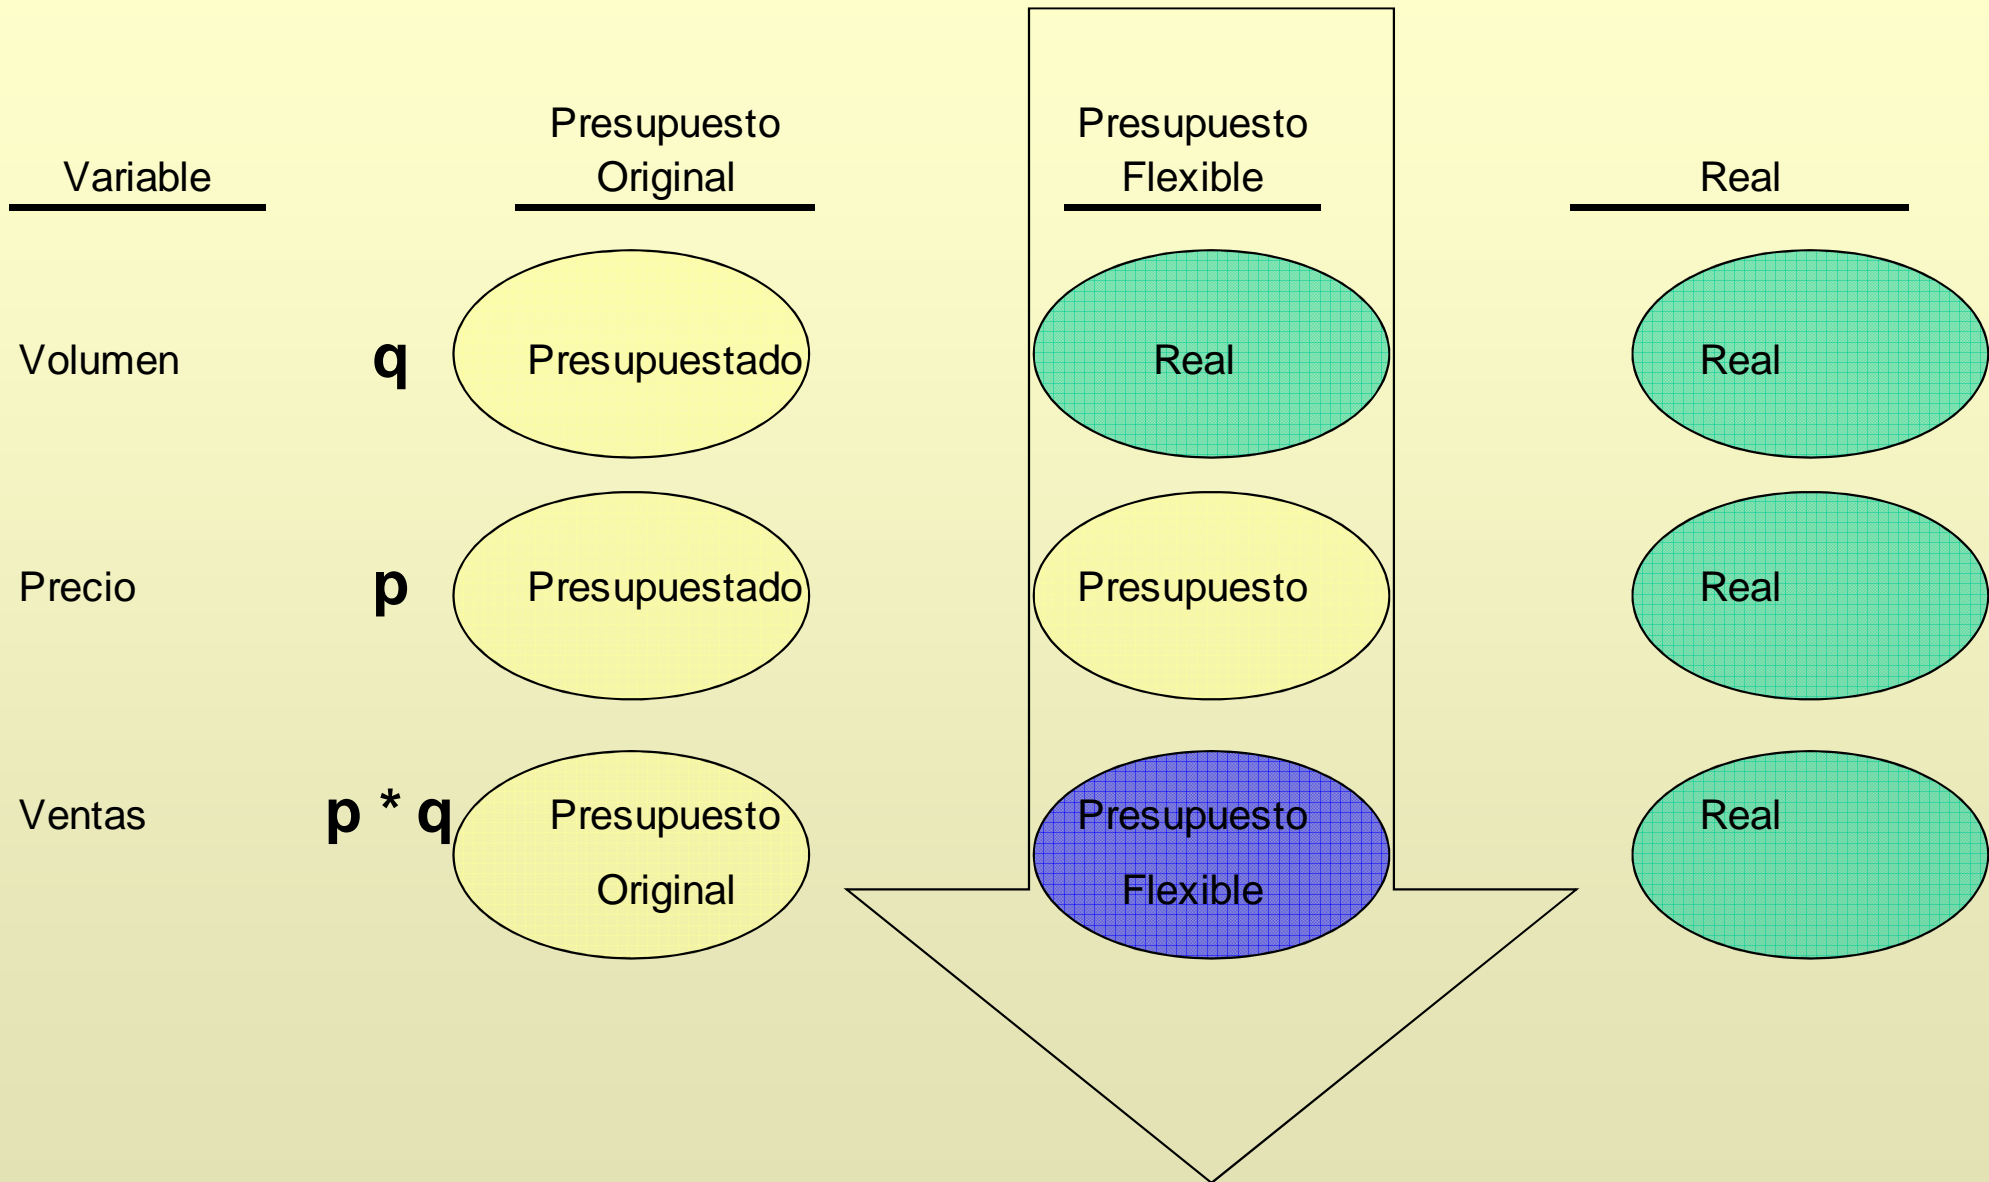 Presupuesto Presupuesto
Variable Original Flexible Real
Volumen q Presupuestado Real Real
Precio p Presupuestado Presupuesto Real
Ventas p * q Presupuesto Presupuesto Real
Original Flexible